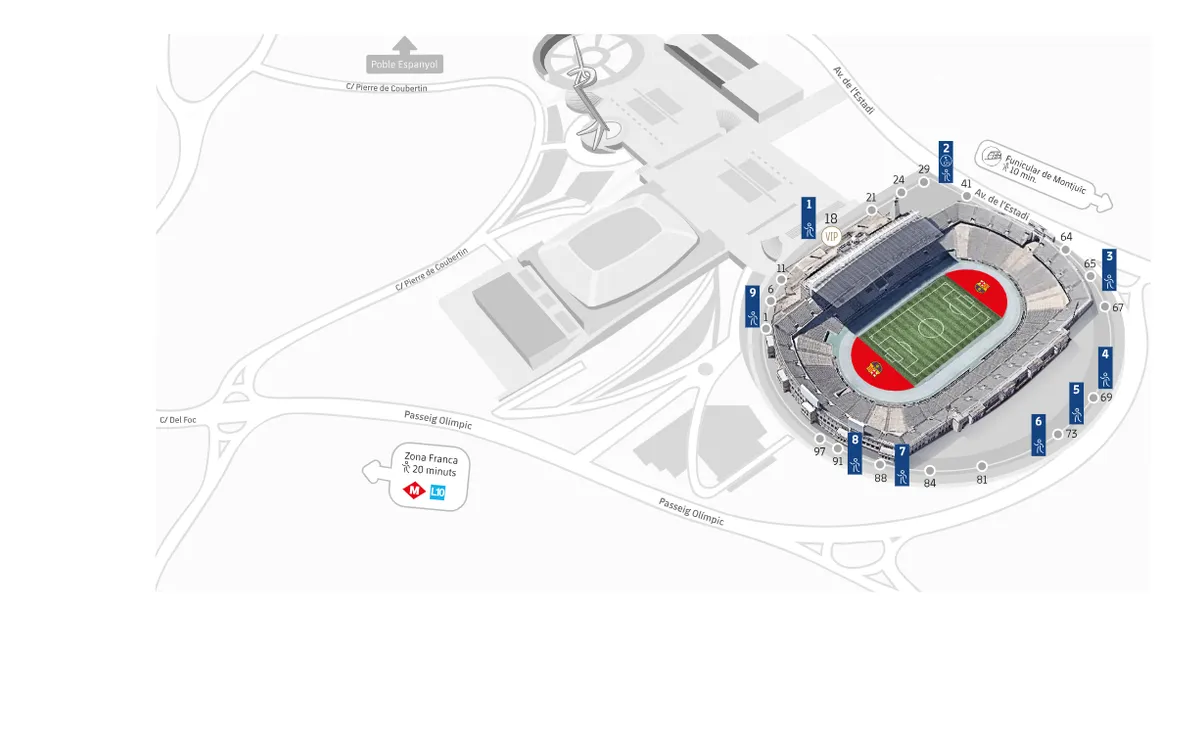 Poble Espanyol
C/ Pierre de Coubertin
Av. de l'Estadi
2
Funicular de Montjuïc
10 min.
29
24
41
Av. de l'Estadi
21
1
18
VIP
64
C/ Pierre de Coubertin
65
3
11
6
9
1
67
4
69
5
6
73
C/ Del Foc
Passeig Olímpic
Zona Franca
20 minuts
M
L10
97
91
8
7
88
84
81
Passeig Olímpic